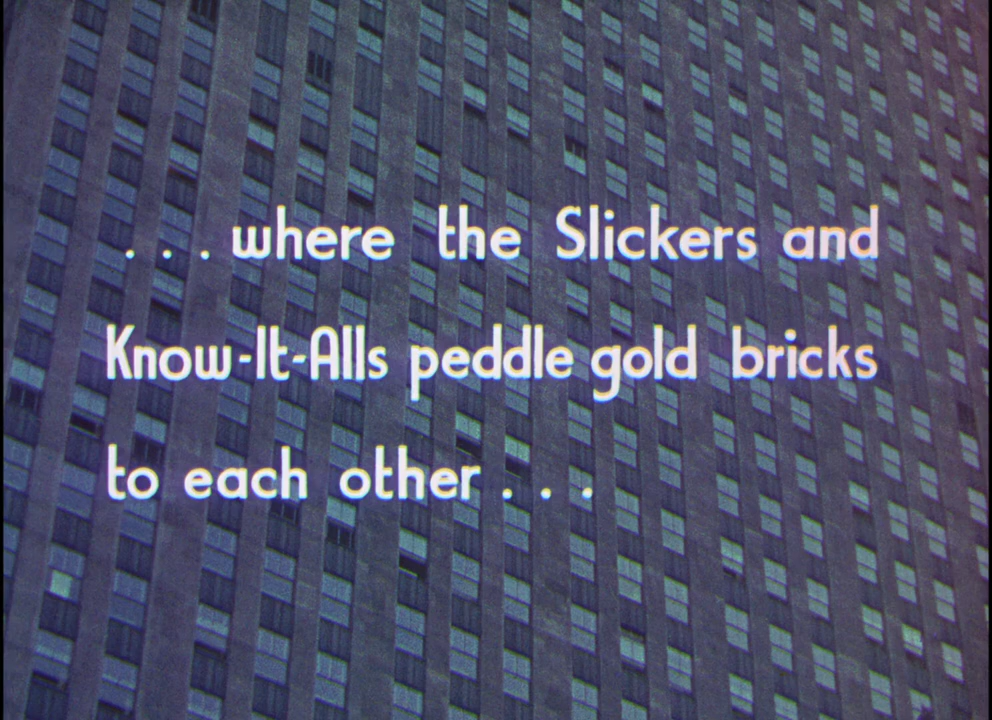 . . . where the Slickers and
Know-It-Alls peddle gold bricks
to each other . . .